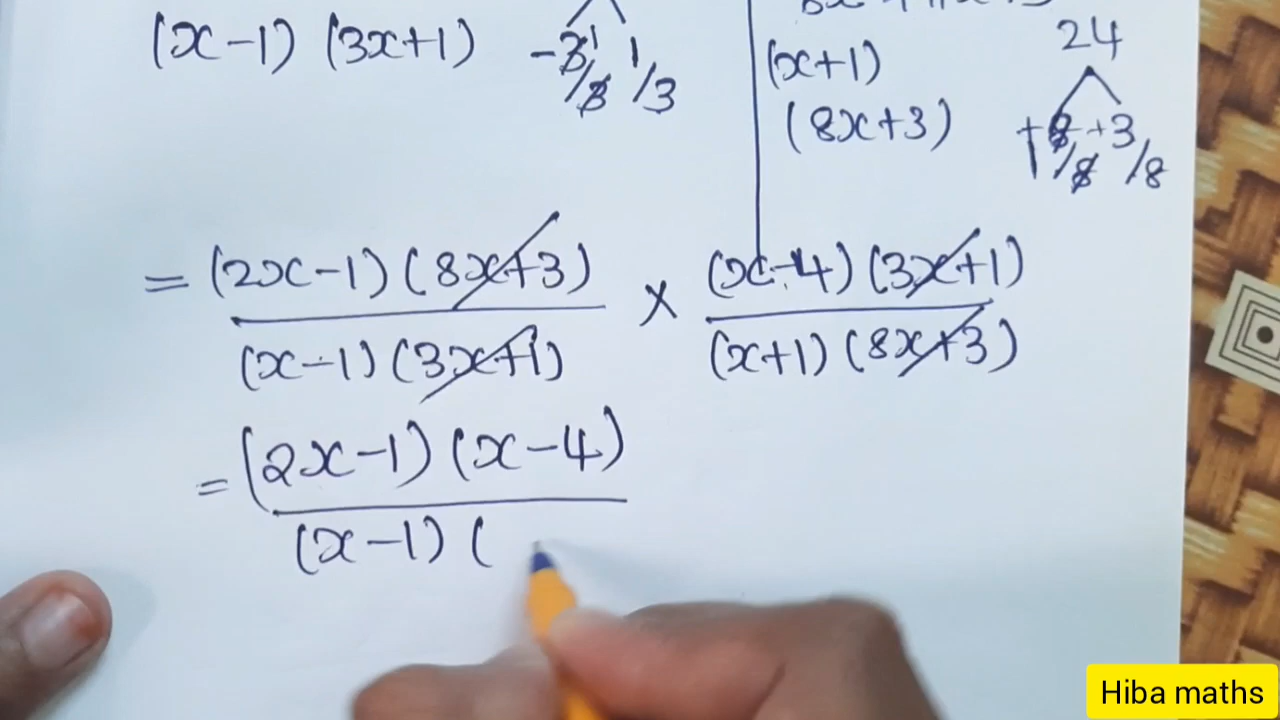 (x-1) (3x+1)
-3/3 1/3
(x+1)
(8x+3)
24
+8/8 +3/8
= (2x-1) (8x+3) / (x-1) (3x+1) × (x-4) (3x+1) / (x+1) (8x+3)
= (2x-1) (x-4) / (x-1) (
Hiba maths